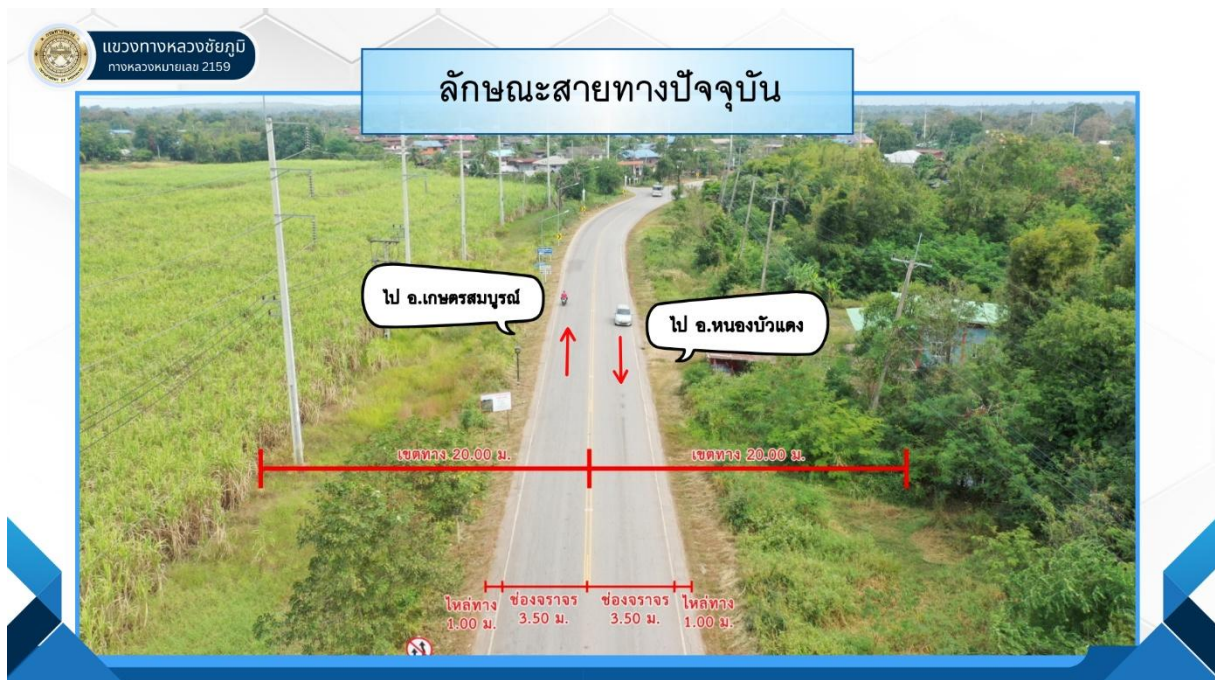 แขวงทางหลวงชัยภูมิ
ทางหลวงหมายเลข 2159
ลักษณะสายทางปัจจุบัน
ไป อ.เกษตรสมบูรณ์
ไป อ.หนองบัวแดง
เขตทาง 20.00 ม.
เขตทาง 20.00 ม.
ไหล่ทาง
1.00 ม.
ช่องจราจร
3.50 ม.
ช่องจราจร
3.50 ม.
ไหล่ทาง
1.00 ม.